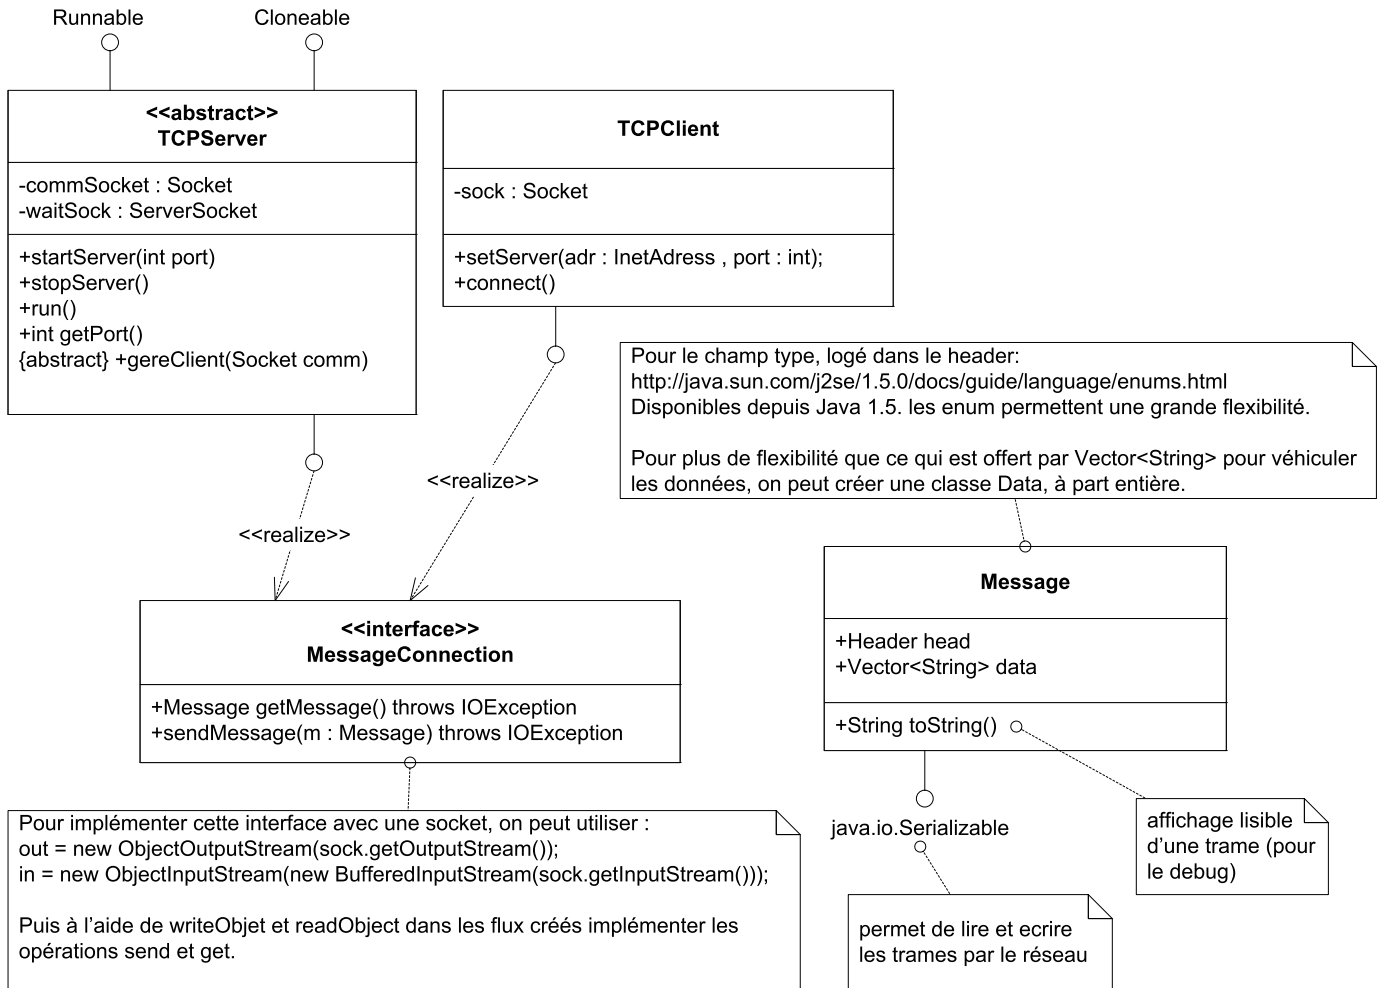 Runnable
Cloneable
<<abstract>>
TCPServer
-commSocket : Socket
-waitSock : ServerSocket
+startServer(int port)
+stopServer()
+run()
+int getPort()
{abstract} +gereClient(Socket comm)
TCPClient
-sock : Socket
+setServer(adr : InetAdress , port : int);
+connect()
<<realize>>
<<realize>>
Pour le champ type, logé dans le header:
http://java.sun.com/j2se/1.5.0/docs/guide/language/enums.html
Disponibles depuis Java 1.5. les enum permettent une grande flexibilité.
Pour plus de flexibilité que ce qui est offert par Vector<String> pour véhiculer
les données, on peut créer une classe Data, à part entière.
<<interface>>
MessageConnection
+Message getMessage() throws IOException
+sendMessage(m : Message) throws IOException
Message
+Header head
+Vector<String> data
+String toString()
java.io.Serializable
affichage lisible
d'une trame (pour
le debug)
permet de lire et ecrire
les trames par le réseau
Pour implémenter cette interface avec une socket, on peut utiliser :
out = new ObjectOutputStream(sock.getOutputStream());
in = new ObjectInputStream(new BufferedInputStream(sock.getInputStream()));
Puis à l'aide de writeObjet et readObject dans les flux créés implémenter les
opérations send et get.